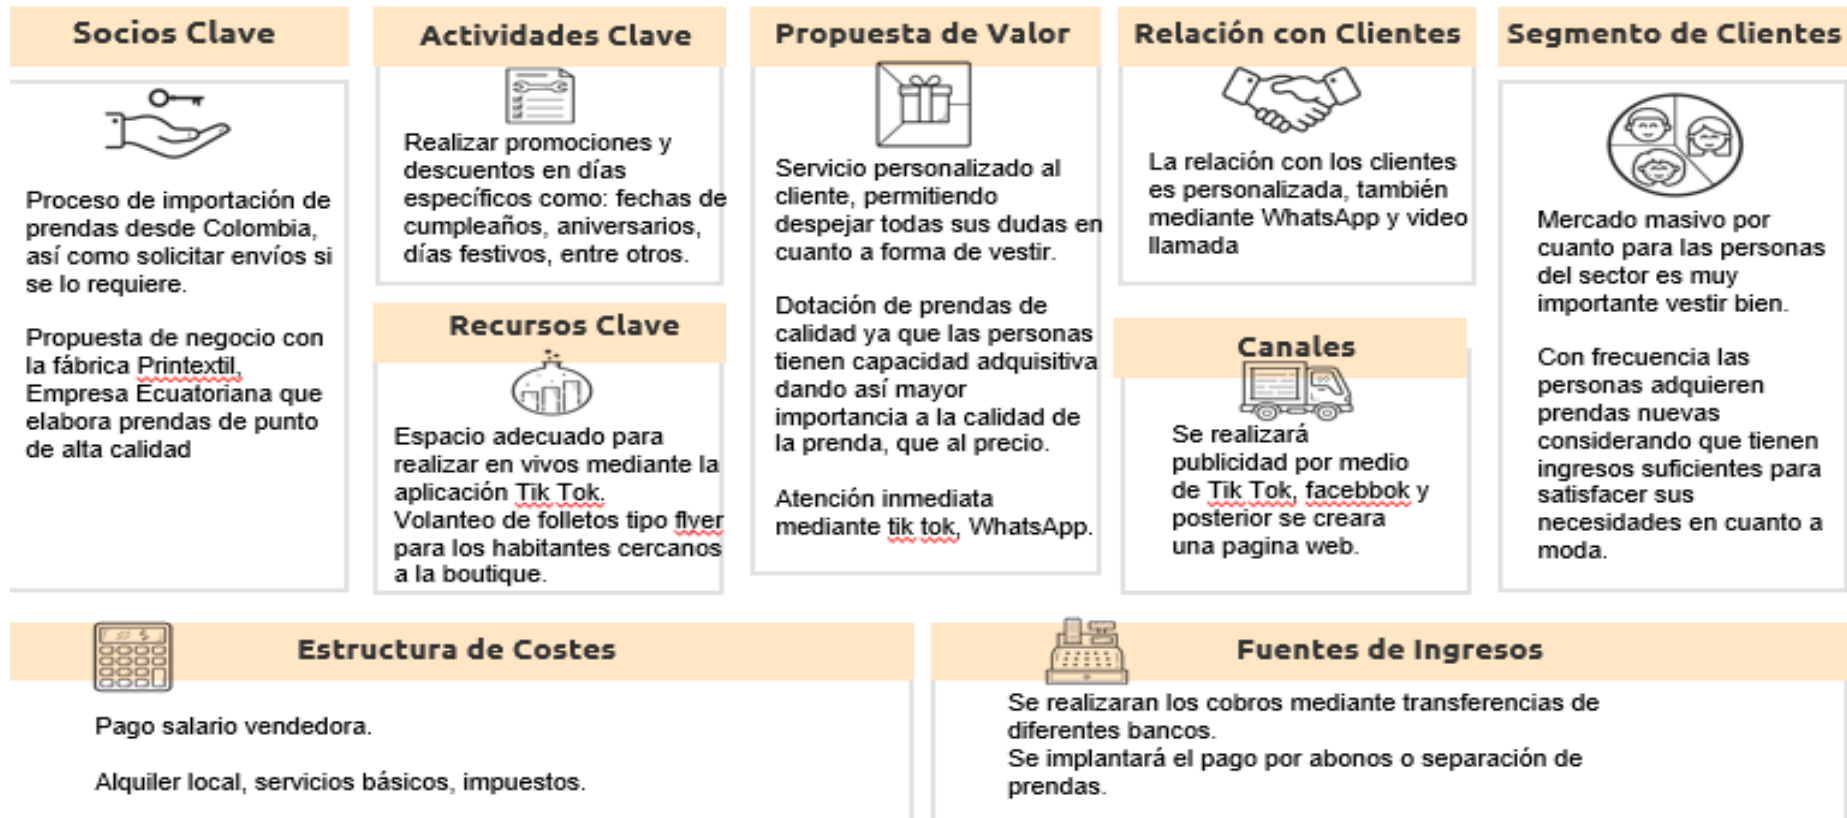 Socios Clave
Proceso de importación de
prendas desde Colombia,
así como solicitar envíos si
se lo requiere.
Propuesta de negocio con
la fábrica Printextil,
Empresa Ecuatoriana que
elabora prendas de punto
de alta calidad
Actividades Clave
Realizar promociones y
descuentos en días
específicos como: fechas de
cumpleaños, aniversarios,
días festivos, entre otros.
Recursos Clave
Espacio adecuado para
realizar en vivos mediante la
aplicación Tik Tok.
Volanteo de folletos tipo flyer
para los habitantes cercanos
a la boutique.
Propuesta de Valor
Servicio personalizado al
cliente, permitiendo
despejar todas sus dudas en
cuanto a forma de vestir.
Dotación de prendas de
calidad ya que las personas
tienen capacidad adquisitiva
dando así mayor
importancia a la calidad de
la prenda, que al precio.
Atención inmediata
mediante tik tok, WhatsApp.
Relación con Clientes
La relación con los clientes
es personalizada, también
mediante WhatsApp y video
llamada
Canales
Se realizará
publicidad por medio
de Tik Tok, facebbok y
posterior se creara
una pagina web.
Segmento de Clientes
Mercado masivo por
cuanto para las personas
del sector es muy
importante vestir bien.
Con frecuencia las
personas adquieren
prendas nuevas
considerando que tienen
ingresos suficientes para
satisfacer sus
necesidades en cuanto a
moda.
Estructura de Costes
Pago salario vendedora.
Alquiler local, servicios básicos, impuestos.
Fuentes de Ingresos
Se realizaran los cobros mediante transferencias de
diferentes bancos.
Se implantará el pago por abonos o separación de
prendas.